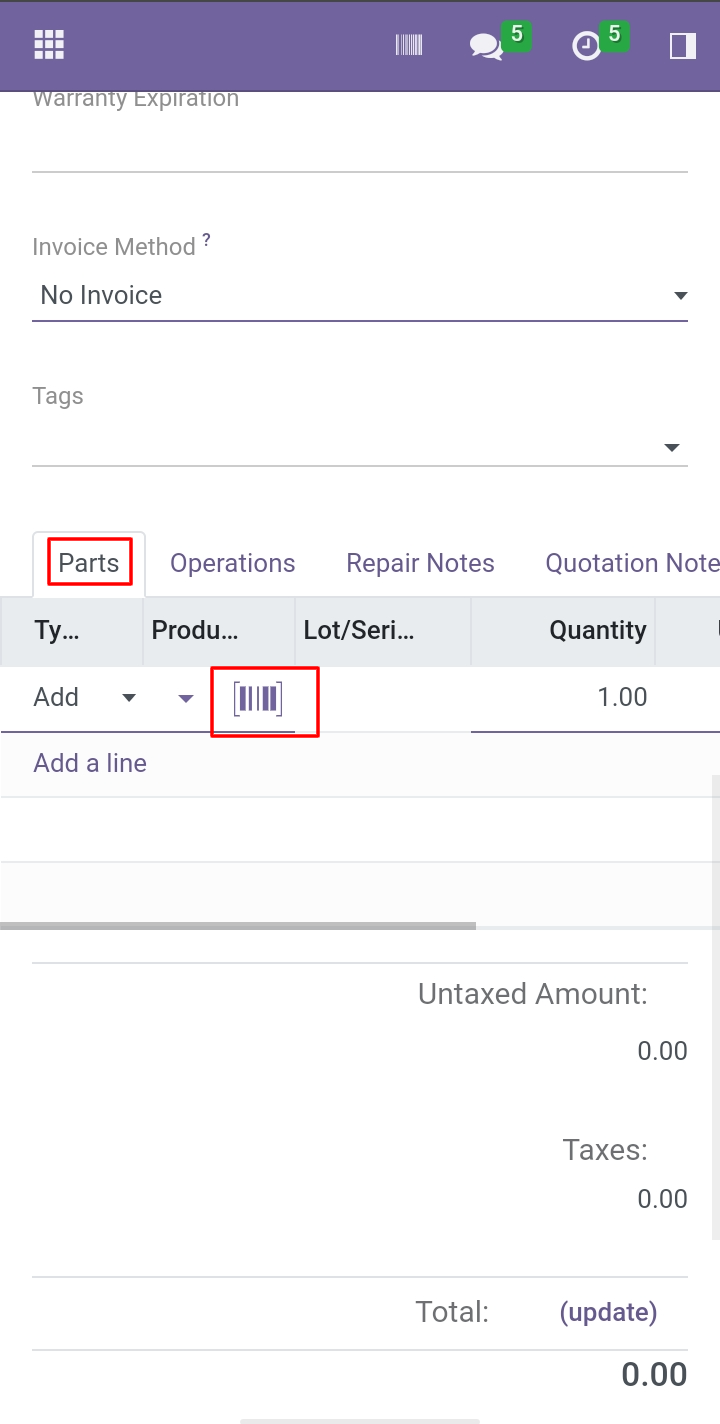 5 5
Warranty Expiration
Invoice Method ?
No Invoice
Tags
Parts Operations Repair Notes Quotation Note
Ty... Produ... Lot/Seri... Quantity
Add 1.00
Add a line
Untaxed Amount:
0.00
Taxes:
0.00
Total: (update)
0.00